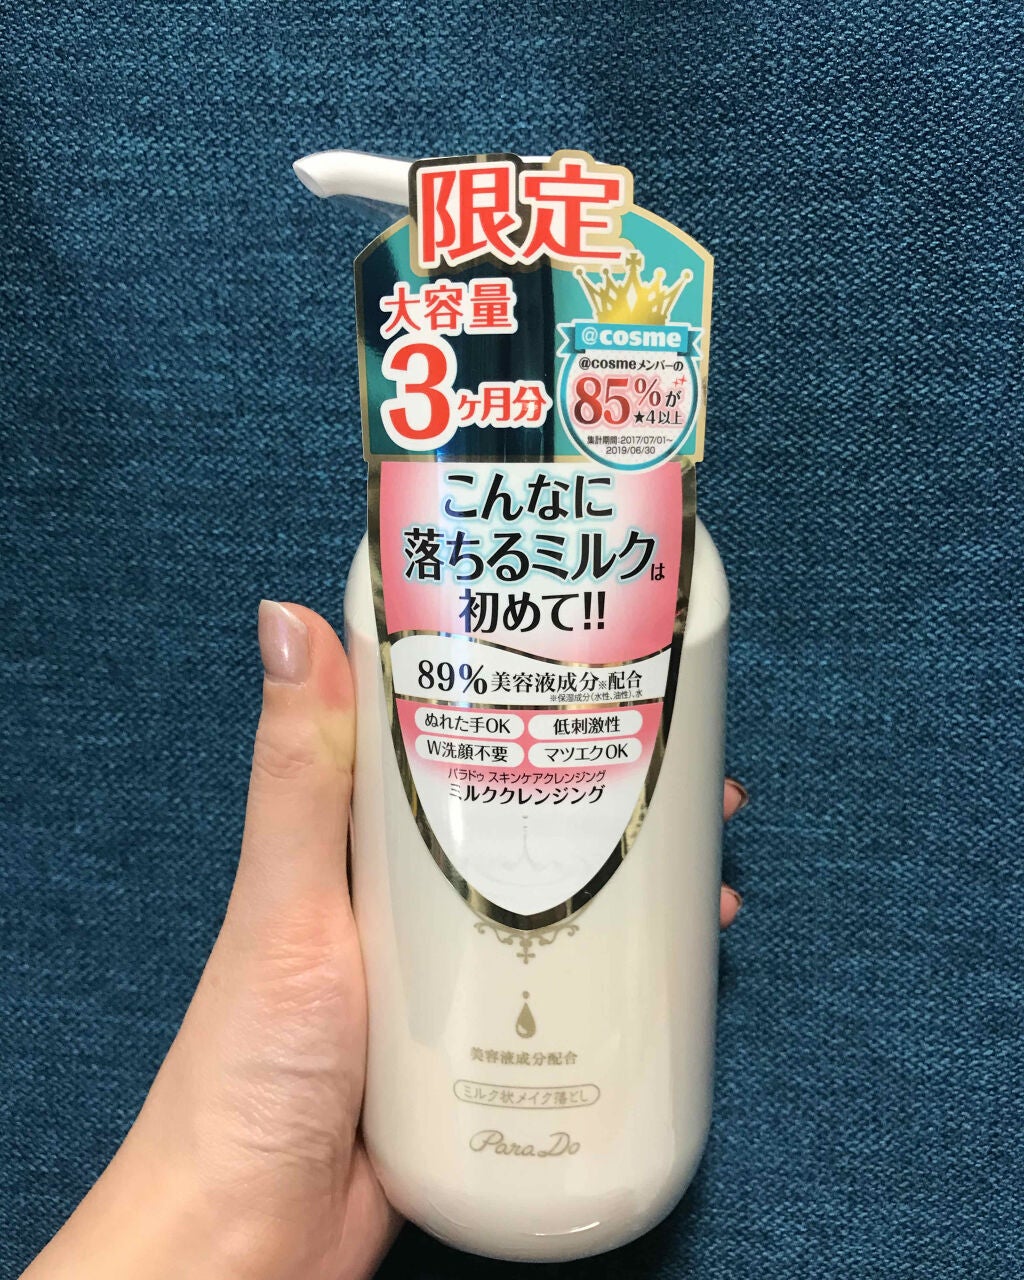 限定
大容量
3ヶ月分
@cosme
@cosmeメンバーの
85%が
★4以上
集計期間:2017/07/01~
2019/06/30
こんなに
落ちるミルクは
初めて!!
89%美容液成分※配合
※保湿成分(水性、油性)、水
ぬれた手OK
低刺激性
W洗顔不要
マツエクOK
パラドゥ スキンケアクレンジング
ミルククレンジング
美容液成分配合
ミルク状メイク落とし
Para Do